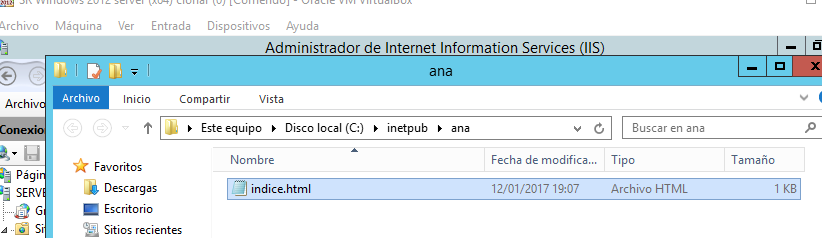 SR Windows 2012 server (x64) clonar (0) [Corriendo] - Oracle VM VirtualBox
Archivo Máquina Ver Entrada Dispositivos Ayuda
Administrador de Internet Information Services (IIS)
ana
Archivo Inicio Compartir Vista
Archivo
Este equipo Disco local (C:) inetpub ana
Buscar en ana
Conexion
Nombre Fecha de modifica... Tipo Tamaño
Favoritos
Págin
Descargas
indice.html 12/01/2017 19:07 Archivo HTML 1 KB
SERVE
Escritorio
Gr
Sitios recientes
Si